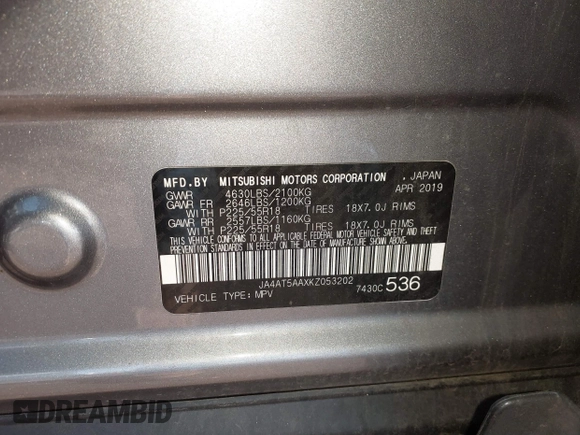 MFD.BY MITSUBISHI MOTORS CORPORATION . JAPAN
GVWR 4630LBS/2100KG APR 2019
GAWR FR 2646LBS/1200KG
WITH P225/55R18 TIRES 18X7.0J RIMS
GAWR RR 2557LBS/1160KG
WITH P225/55R18 TIRES 18X7.0J RIMS
THIS VEHICLE CONFORMS TO ALL APPLICABLE FEDERAL MOTOR VEHICLE SAFETY AND THEFT
PREVENTION STANDARDS IN EFFECT ON THE DATE OF MANUFACTURE SHOWN ABOVE.
JA4AT5AAXKZ053202
VEHICLE TYPE: MPV 7430C 536
DREAMBID